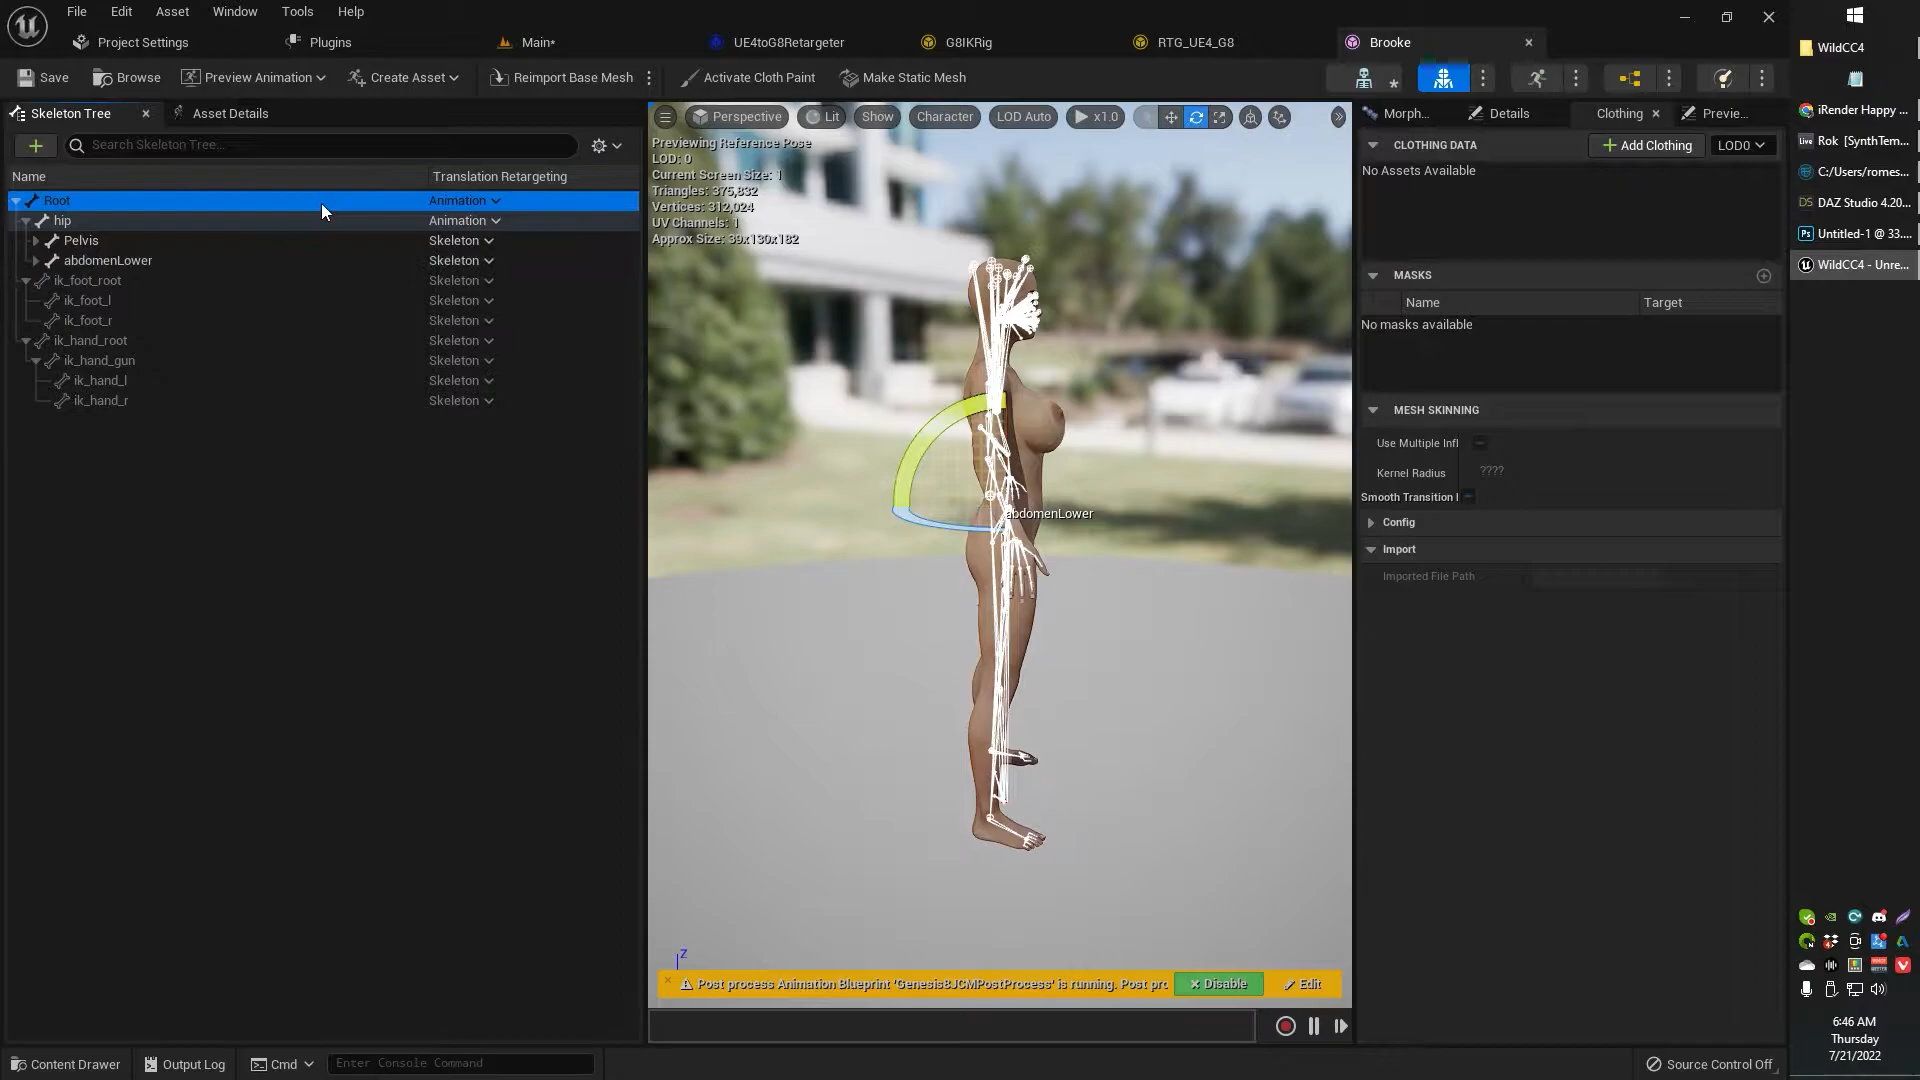 File Edit Asset Window Tools Help
Project Settings Plugins Main* UE4toG8Retargeter G8IKRig RTG_UE4_G8 Brooke
Save Browse Preview Animation Create Asset Reimport Base Mesh Activate Cloth Paint Make Static Mesh
Skeleton Tree Asset Details
Search Skeleton Tree...
Name Translation Retargeting
Root Animation
hip Animation
Pelvis Skeleton
abdomenLower Skeleton
ik_foot_root Skeleton
ik_foot_l Skeleton
ik_foot_r Skeleton
ik_hand_root Skeleton
ik_hand_gun Skeleton
ik_hand_l Skeleton
ik_hand_r Skeleton
Perspective Lit Show Character LOD Auto x1.0
Previewing Reference Pose
LOD: 0
Current Screen Size: 1
Triangles: 375,832
Vertices: 312,024
UV Channels: 1
Approx Size: 39x130x182
abdomenLower
Z
Post process Animation Blueprint 'Genesis8JCMPostProcess' is running. Post pro
Disable Edit
Morph... Details Clothing Previe...
CLOTHING DATA Add Clothing LOD0
No Assets Available
MASKS
Name Target
No masks available
MESH SKINNING
Use Multiple Infl
Kernel Radius ????
Smooth Transition I
Config
Import
Imported File Path
Content Drawer Output Log Cmd Enter Console Command Source Control Off
WildCC4
iRender Happy ...
Live Rok [SynthTem...
C:/Users/romes...
DS DAZ Studio 4.20...
Ps Untitled-1 @ 33....
WildCC4 - Unre...
6:46 AM
Thursday
7/21/2022